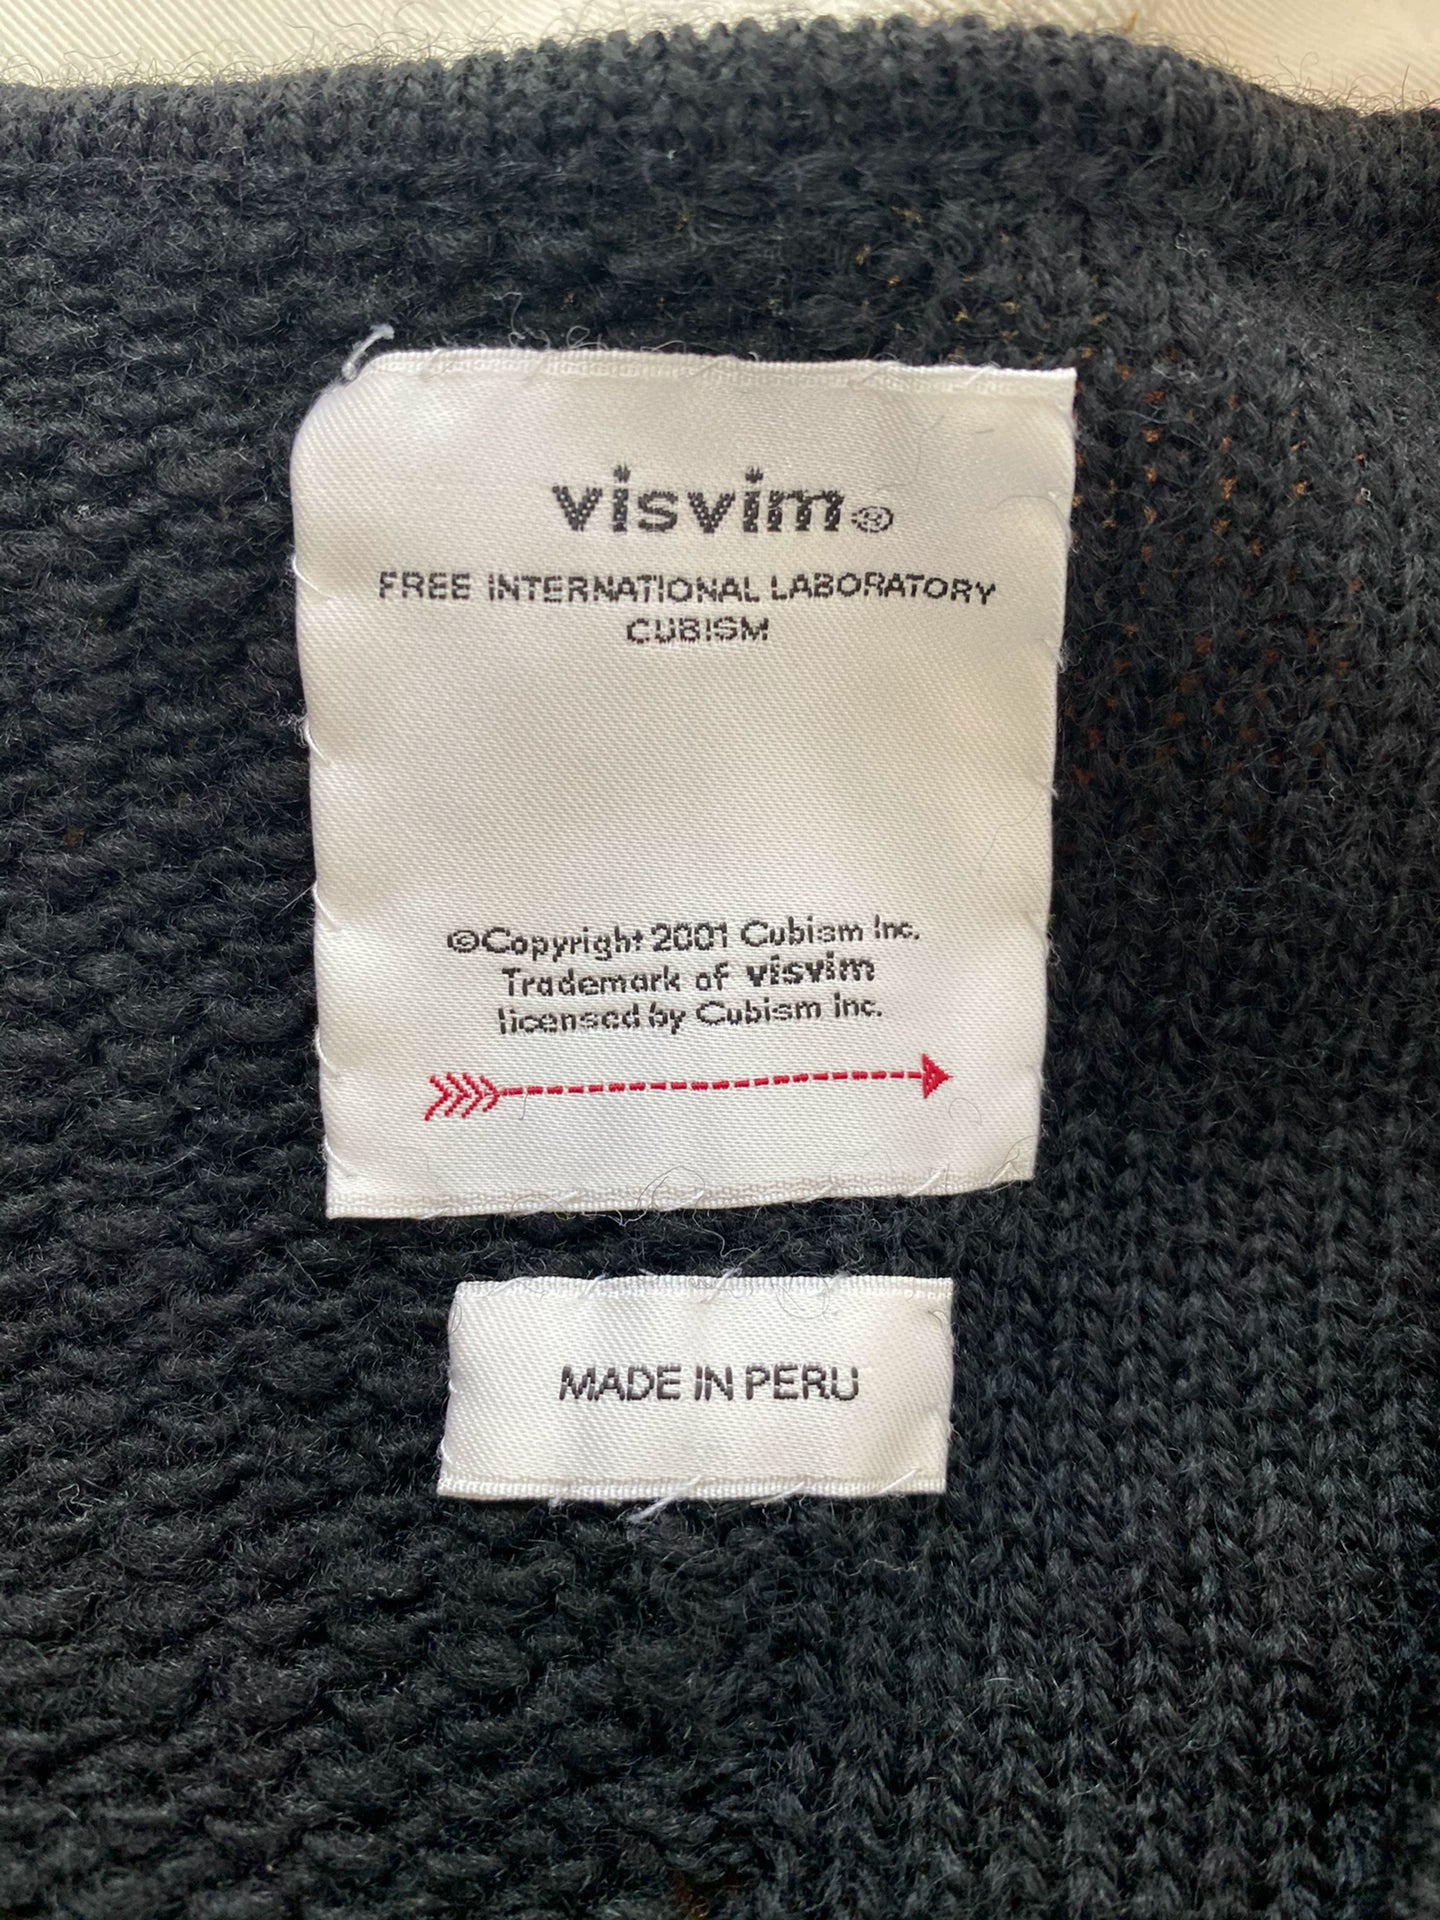 visvim®
FREE INTERNATIONAL LABORATORY
CUBISM
©Copyright 2001 Cubism Inc.
Trademark of visvim
licensed by Cubism Inc.
MADE IN PERU